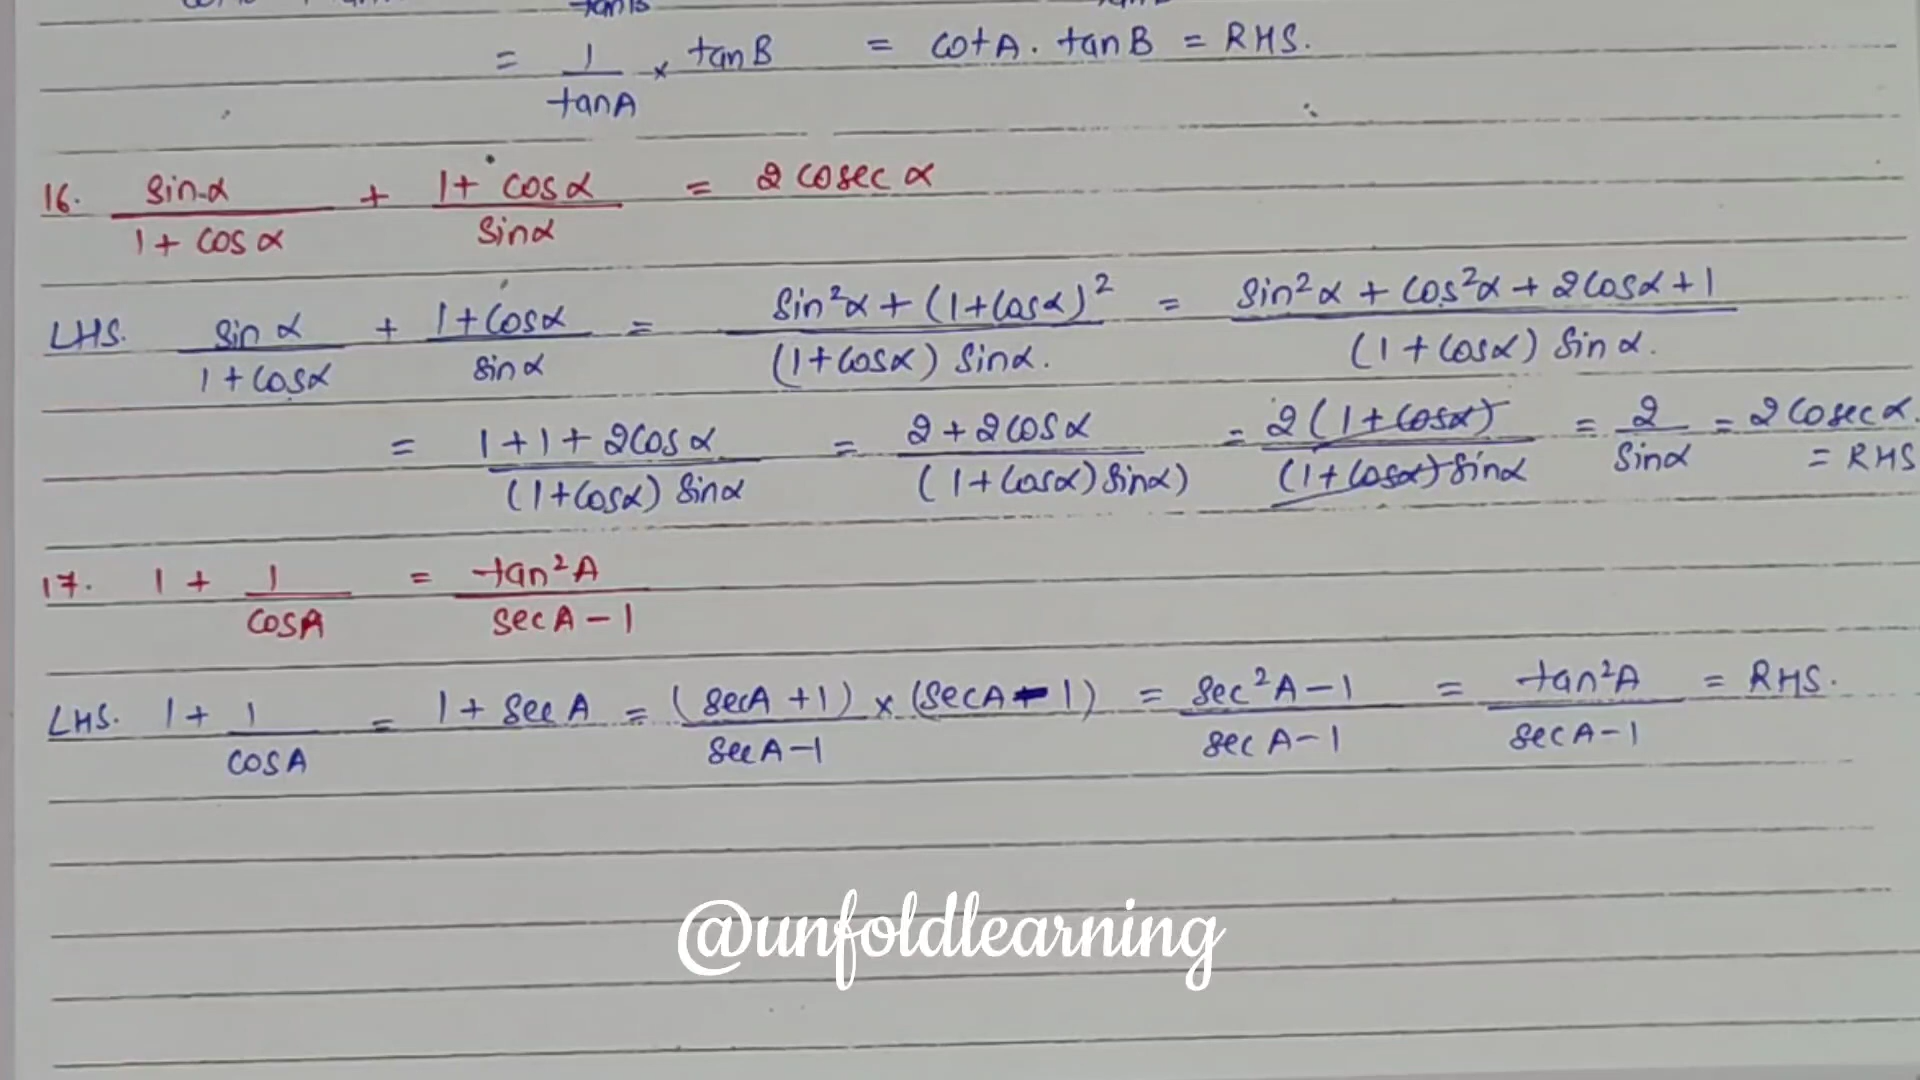 tanB
= 1/tanA × tanB = cotA . tanB = RHS.
16. sinα/(1 + cosα) + (1 + cosα)/sinα = 2 cosec α
LHS. sinα/(1 + cosα) + (1 + cosα)/sinα = (sin²α + (1+cosα)²)/((1+cosα) sinα.) = (sin²α + cos²α + 2cosα + 1)/((1 + cosα) sinα.)
= (1 + 1 + 2cosα)/((1+cosα) sinα) = (2 + 2cosα)/((1+cosα) sinα) = 2(1+cosα)/((1+cosα) sinα) = 2/sinα = 2 cosec α.
= RHS
17. 1 + 1/cosA = tan²A/(secA − 1)
LHS. 1 + 1/cosA = 1 + secA = (secA + 1) × (secA − 1)/(secA − 1) = (sec²A − 1)/(secA − 1) = tan²A/(secA − 1) = RHS.
@unfoldlearning